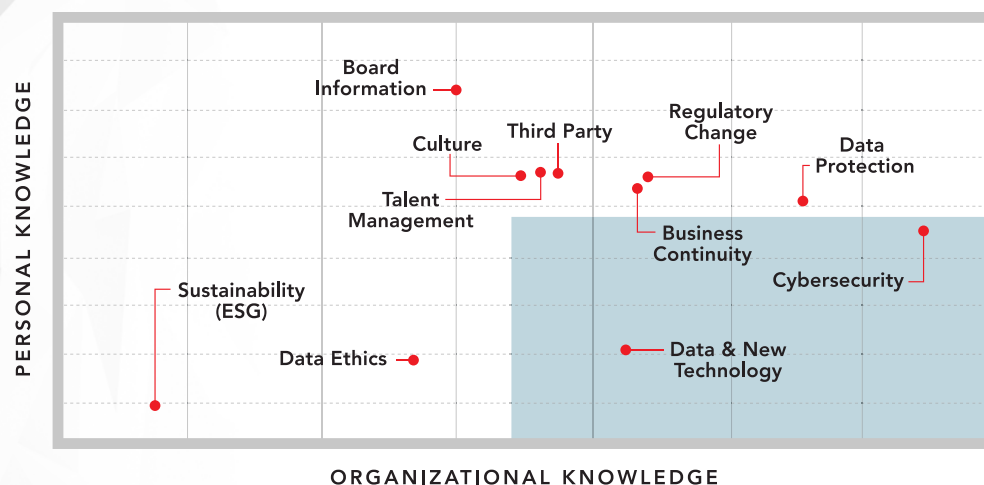 PERSONAL KNOWLEDGE
Board
Information
Culture
Third Party
Regulatory
Change
Data
Protection
Talent
Management
Business
Continuity
Cybersecurity
Sustainability
(ESG)
Data Ethics
Data & New
Technology
ORGANIZATIONAL KNOWLEDGE